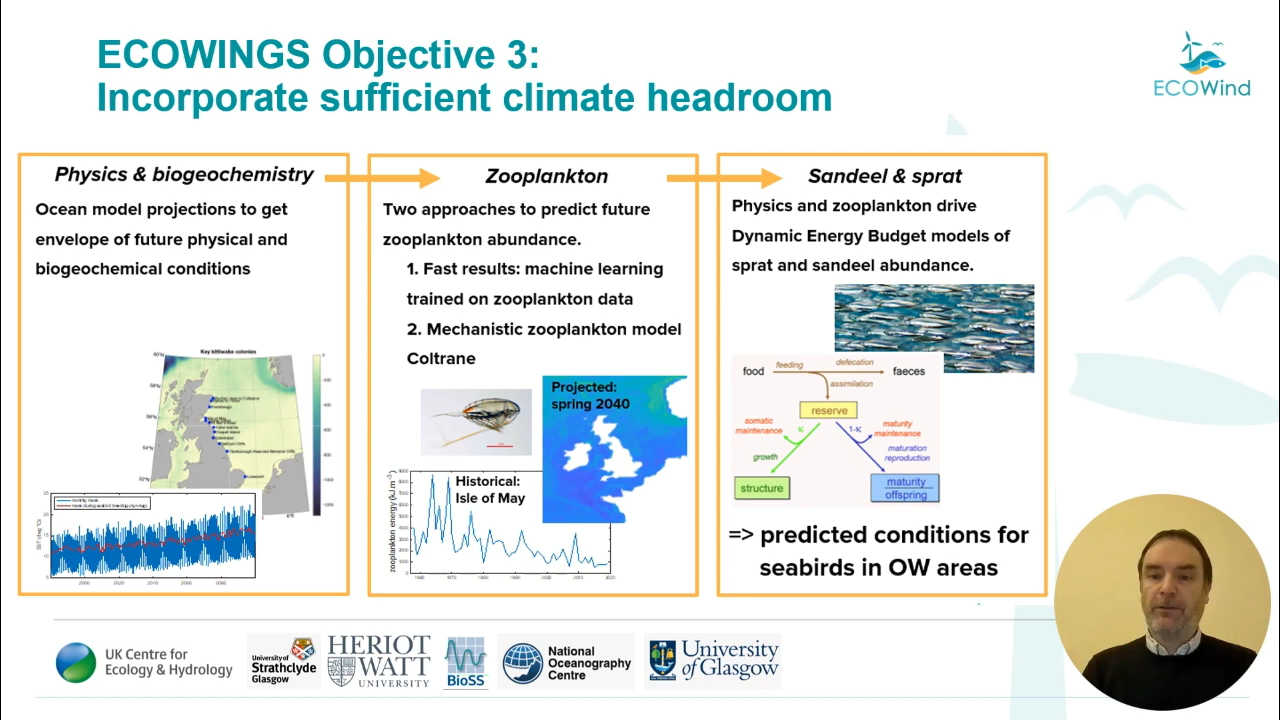 ECOWINGS Objective 3:
Incorporate sufficient climate headroom
ECOWind
Physics & biogeochemistry
Ocean model projections to get
envelope of future physical and
biogeochemical conditions
Key kittiwake colonies
Zooplankton
Two approaches to predict future
zooplankton abundance.
1. Fast results: machine learning
trained on zooplankton data
2. Mechanistic zooplankton model
Coltrane
Projected:
spring 2040
Historical:
Isle of May
zooplankton energy (kJ m-3)
Sandeel & sprat
Physics and zooplankton drive
Dynamic Energy Budget models of
sprat and sandeel abundance.
food
feeding
defecation
faeces
assimilation
reserve
somatic
maintenance
κ
1-κ
maturity
maintenance
growth
maturation
reproduction
structure
maturity
offspring
=> predicted conditions for
seabirds in OW areas
UK Centre for
Ecology & Hydrology
University of
Strathclyde
Glasgow
HERIOT
WATT
UNIVERSITY
BioSS
National
Oceanography
Centre
University
of Glasgow